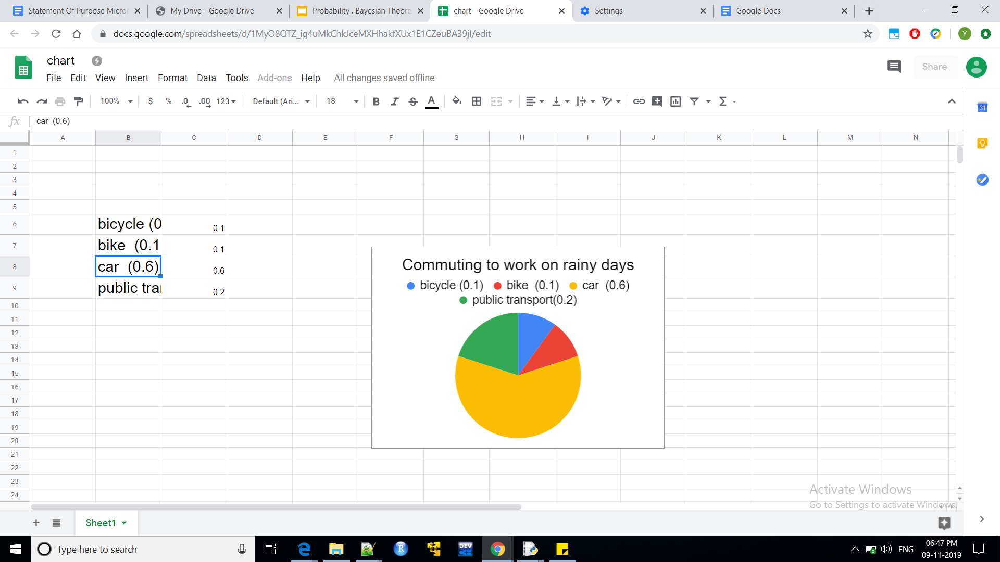 Statement Of Purpose Micros
My Drive - Google Drive
Probability . Bayesian Theore
chart - Google Drive
Settings
Google Docs
docs.google.com/spreadsheets/d/1MyO8QTZ_ig4uMkChkJceMXHhakfXUx1E1CZeuBA39jI/edit
Y
chart
File Edit View Insert Format Data Tools Add-ons Help All changes saved offline
Share
100% $ % .0 .00 123 Default (Ari... 18 B I S A Σ
31
fx car (0.6)
A B C D E F G H I J K L M N
1
2
3
4
5
6 bicycle (0 0.1
7 bike (0.1 0.1
8 car (0.6) 0.6
9 public tra 0.2
10
11
12
13
14
15
16
17
18
19
20
21
22
23
24
Commuting to work on rainy days
bicycle (0.1) bike (0.1) car (0.6)
public transport(0.2)
Activate Windows
Go to Settings to activate Windows.
Sheet1
Type here to search
R
DEV
ENG
06:47 PM
09-11-2019